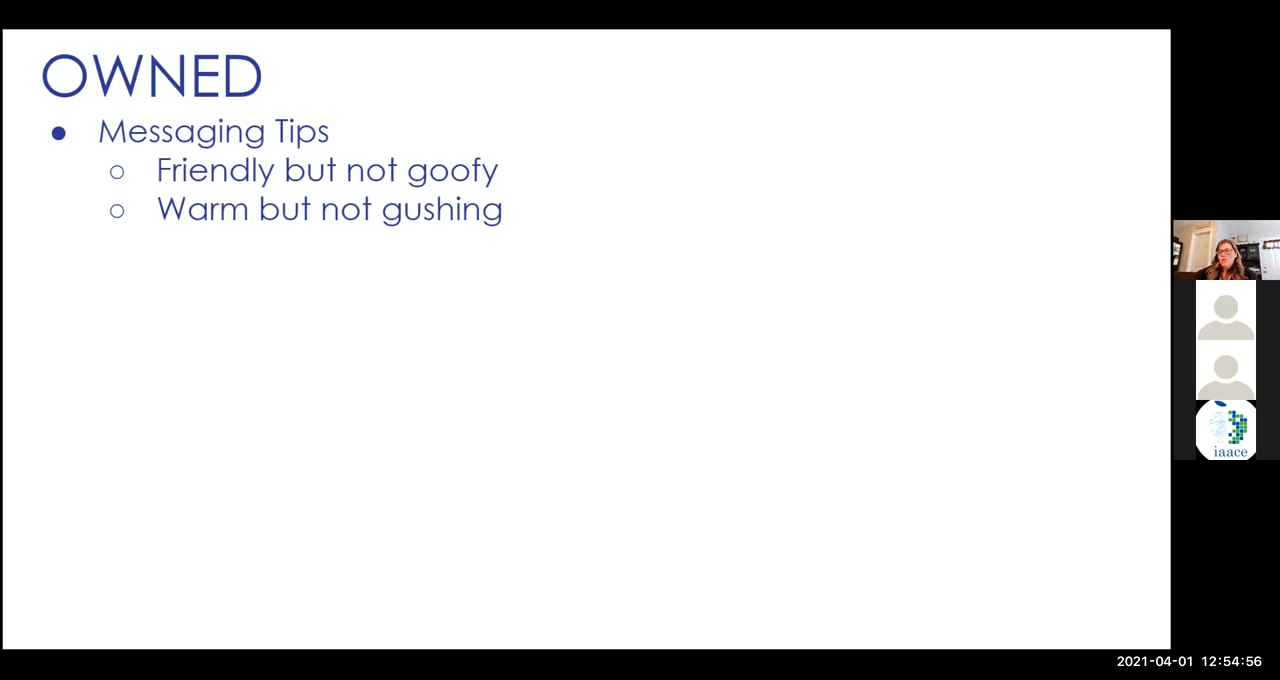 OWNED
● Messaging Tips
○ Friendly but not goofy
○ Warm but not gushing
iaace
2021-04-01 12:54:56